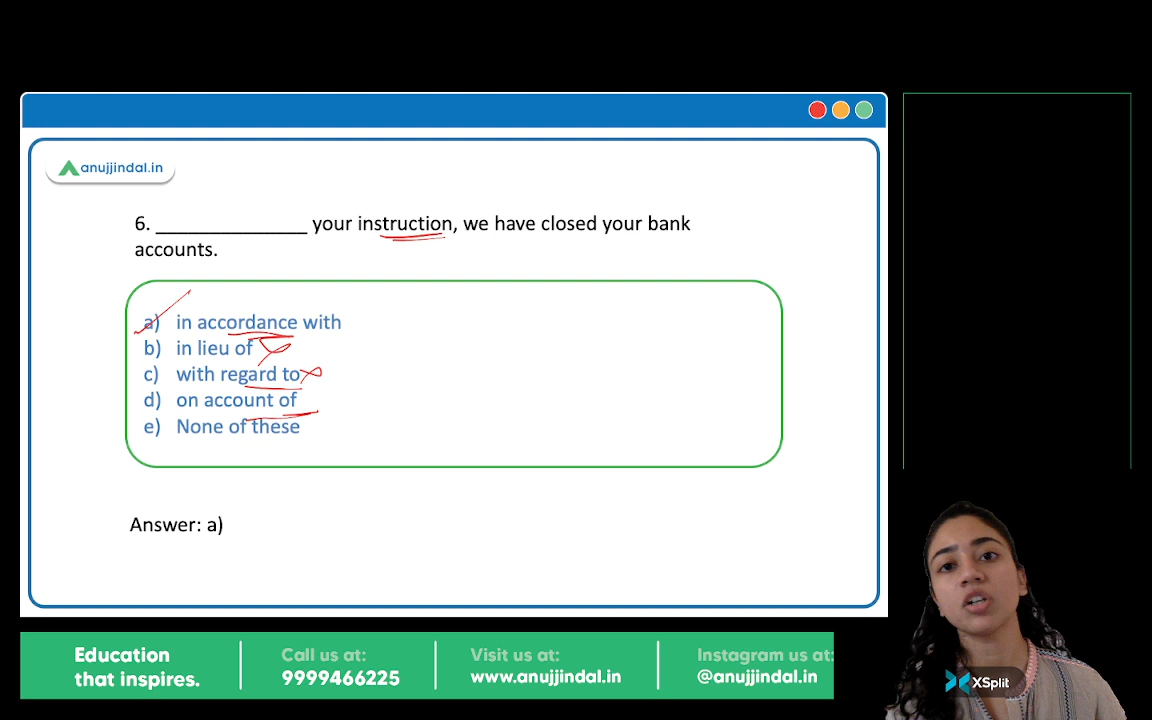 anujjindal.in
6. ______________ your instruction, we have closed your bank
accounts.
a) in accordance with
b) in lieu of
c) with regard to
d) on account of
e) None of these
Answer: a)
Education
that inspires.
Call us at:
9999466225
Visit us at:
www.anujjindal.in
Instagram us at:
@anujjindal.in
XSplit